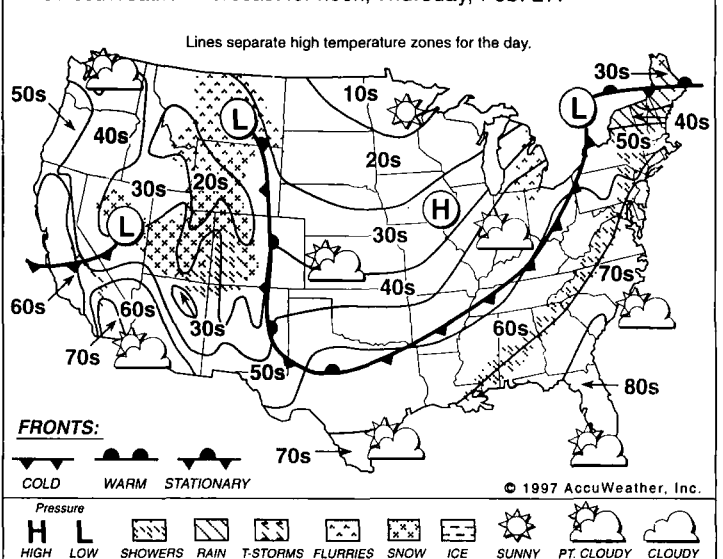 Lines separate high temperature zones for the day.
50s
40s
30s
20s
10s
20s
30s
40s
30s
50s
40s
L
L
L
H
60s
70s
60s
30s
50s
60s
70s
80s
70s
FRONTS:
COLD WARM STATIONARY
© 1997 AccuWeather, Inc.
Pressure
H L
HIGH LOW SHOWERS RAIN T-STORMS FLURRIES SNOW ICE SUNNY PT. CLOUDY CLOUDY